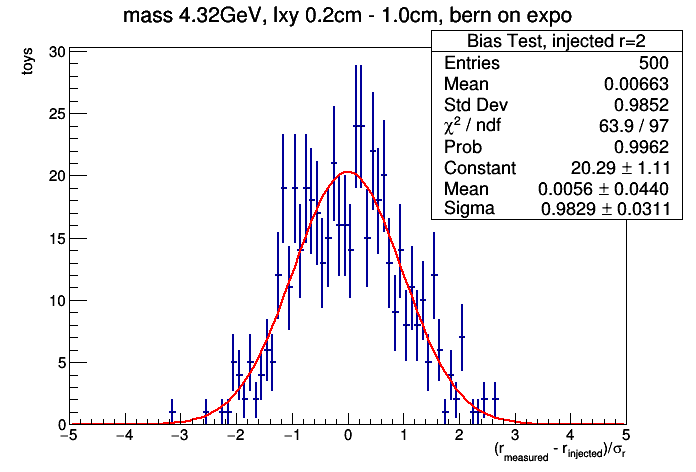 mass 4.32GeV, lxy 0.2cm - 1.0cm, bern on expo
Bias Test, injected r=2
Entries 500
Mean 0.00663
Std Dev 0.9852
χ² / ndf 63.9 / 97
Prob 0.9962
Constant 20.29 ± 1.11
Mean 0.0056 ± 0.0440
Sigma 0.9829 ± 0.0311
toys
30
25
20
15
10
5
0
−5 −4 −3 −2 −1 0 1 2 3 4 5
(r_measured - r_injected)/σ_r